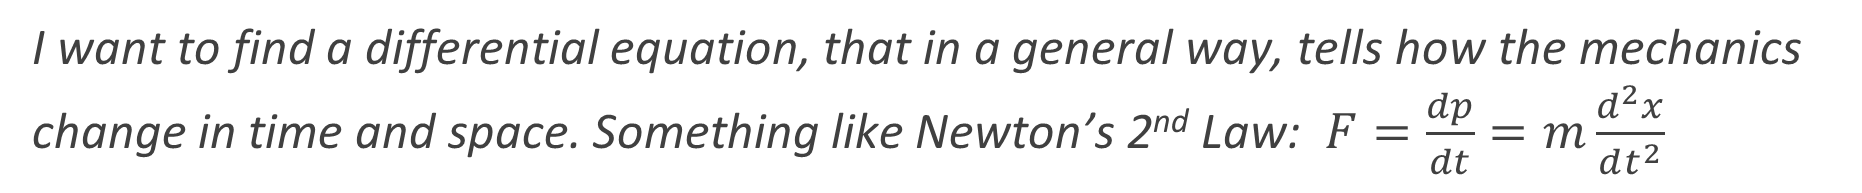 I want to find a differential equation, that in a general way, tells how the mechanics
change in time and space. Something like Newton’s 2nd Law: F = dp/dt = m d²x/dt²